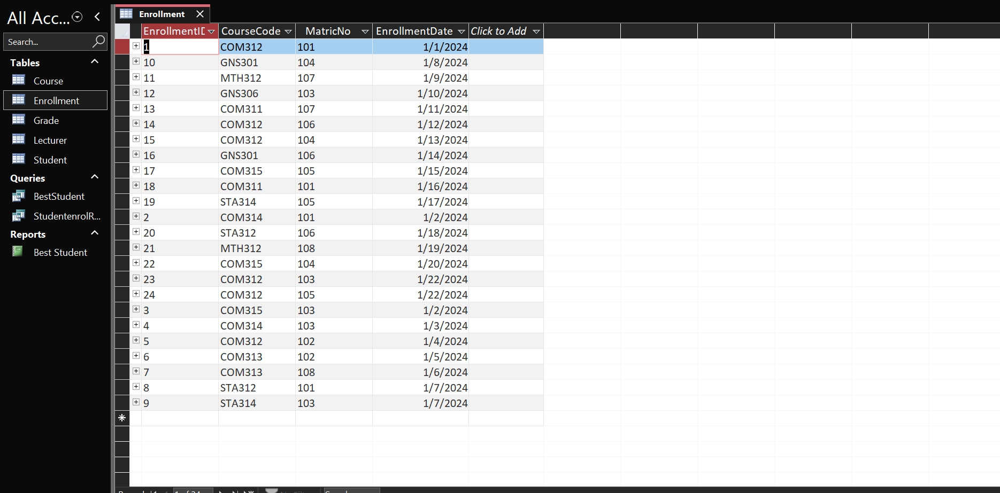 All Acc...
Search...
Tables
Course
Enrollment
Grade
Lecturer
Student
Queries
BestStudent
StudentenrolR...
Reports
Best Student
Enrollment
EnrollmentID CourseCode MatricNo EnrollmentDate Click to Add
1 COM312 101 1/1/2024
10 GNS301 104 1/8/2024
11 MTH312 107 1/9/2024
12 GNS306 103 1/10/2024
13 COM311 107 1/11/2024
14 COM312 106 1/12/2024
15 COM312 104 1/13/2024
16 GNS301 106 1/14/2024
17 COM315 105 1/15/2024
18 COM311 101 1/16/2024
19 STA314 105 1/17/2024
2 COM314 101 1/2/2024
20 STA312 106 1/18/2024
21 MTH312 108 1/19/2024
22 COM315 104 1/20/2024
23 COM312 103 1/22/2024
24 COM312 105 1/22/2024
3 COM315 103 1/2/2024
4 COM314 103 1/3/2024
5 COM312 102 1/4/2024
6 COM313 102 1/5/2024
7 COM313 108 1/6/2024
8 STA312 101 1/7/2024
9 STA314 103 1/7/2024